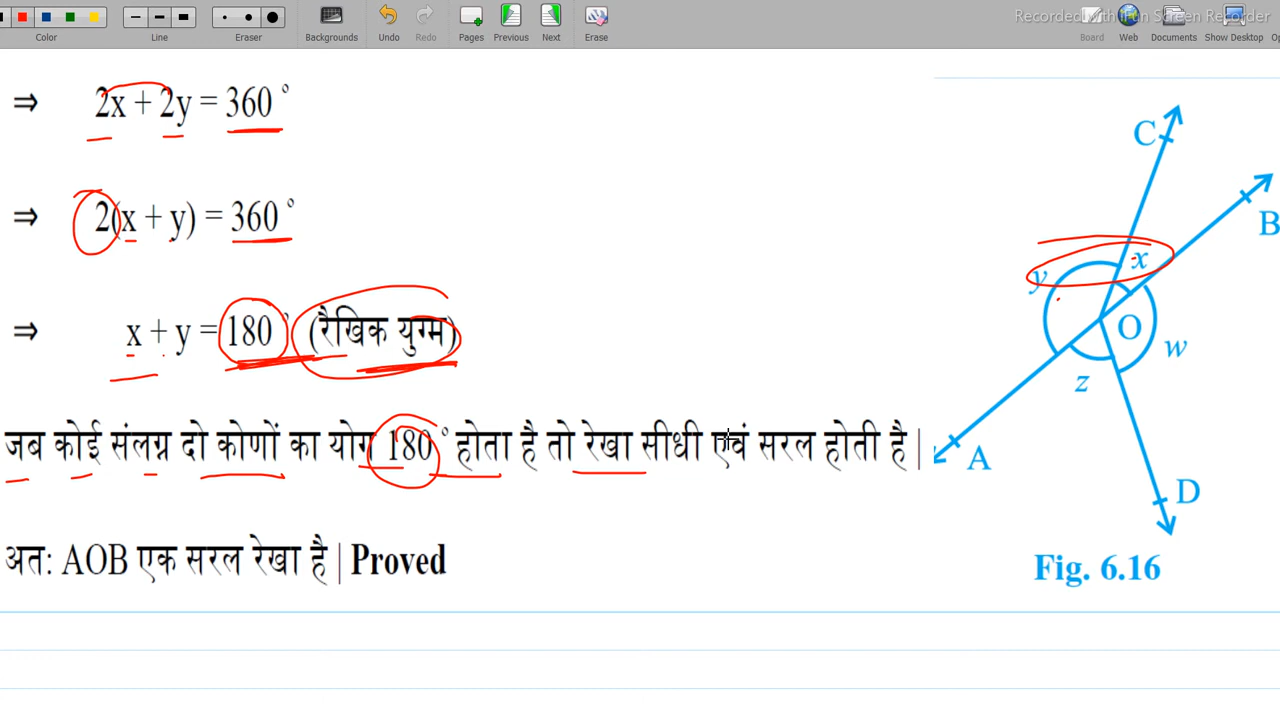 Color
Line
Eraser
Backgrounds
Undo
Redo
Pages
Previous
Next
Erase
Board
Web
Documents
Show Desktop
⇒ 2x + 2y = 360°
⇒ 2(x + y) = 360°
⇒ x + y = 180° (रैखिक युग्म)
जब कोई संलग्न दो कोणों का योग 180° होता है तो रेखा सीधी एवं सरल होती है |
अत: AOB एक सरल रेखा है | Proved
C
B
y
x
O
w
z
A
D
Fig. 6.16